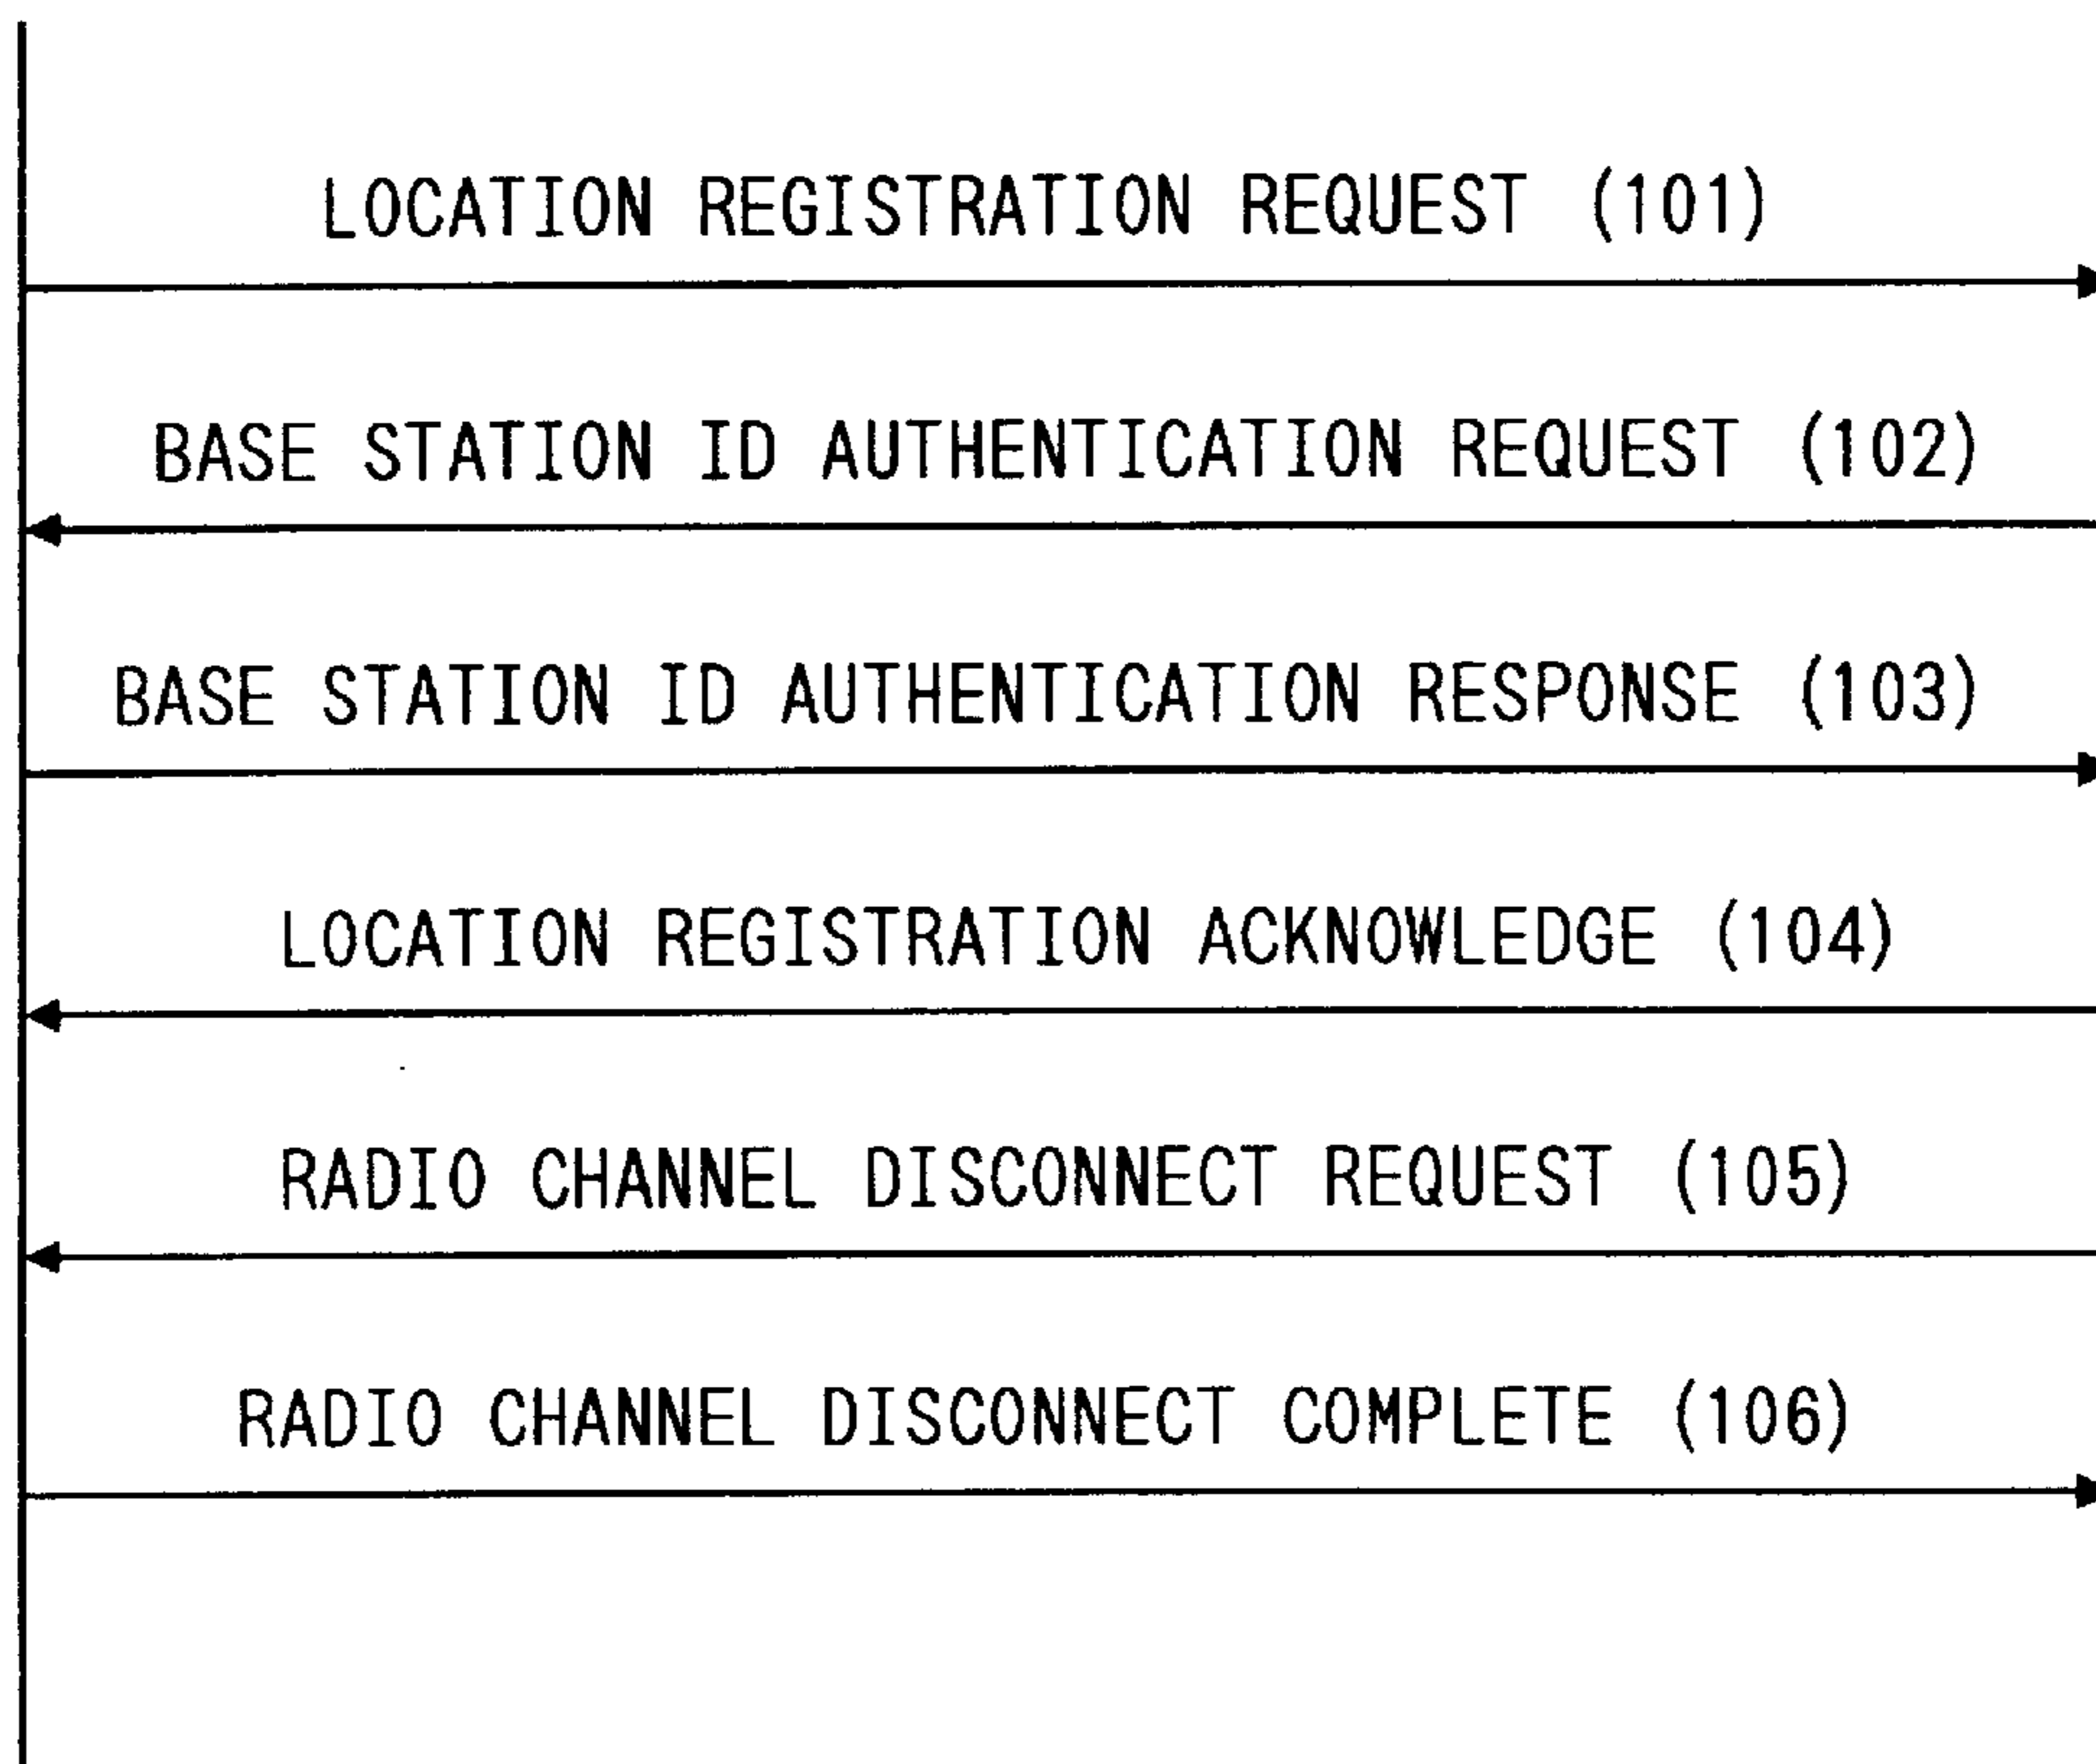 LOCATION REGISTRATION REQUEST (101)
BASE STATION ID AUTHENTICATION REQUEST (102)
BASE STATION ID AUTHENTICATION RESPONSE (103)
LOCATION REGISTRATION ACKNOWLEDGE (104)
RADIO CHANNEL DISCONNECT REQUEST (105)
RADIO CHANNEL DISCONNECT COMPLETE (106)